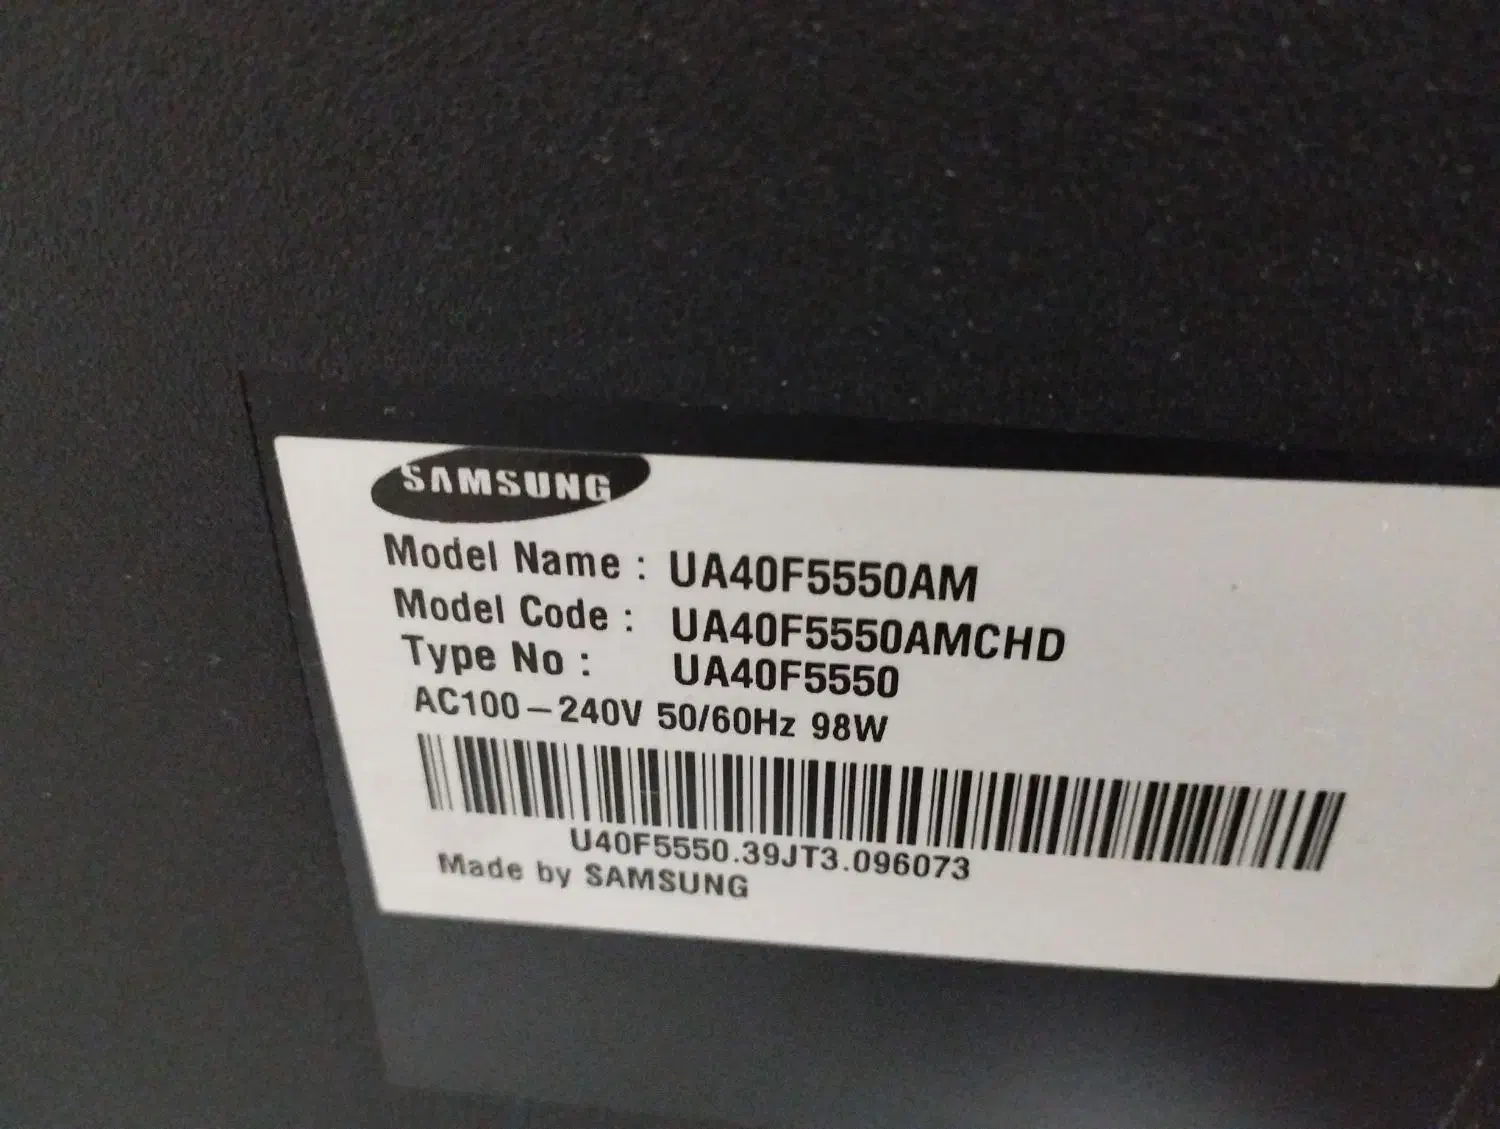 SAMSUNG
Model Name : UA40F5550AM
Model Code : UA40F5550AMCHD
Type No : UA40F5550
AC100-240V 50/60Hz 98W
U40F5550.39JT3.096073
Made by SAMSUNG